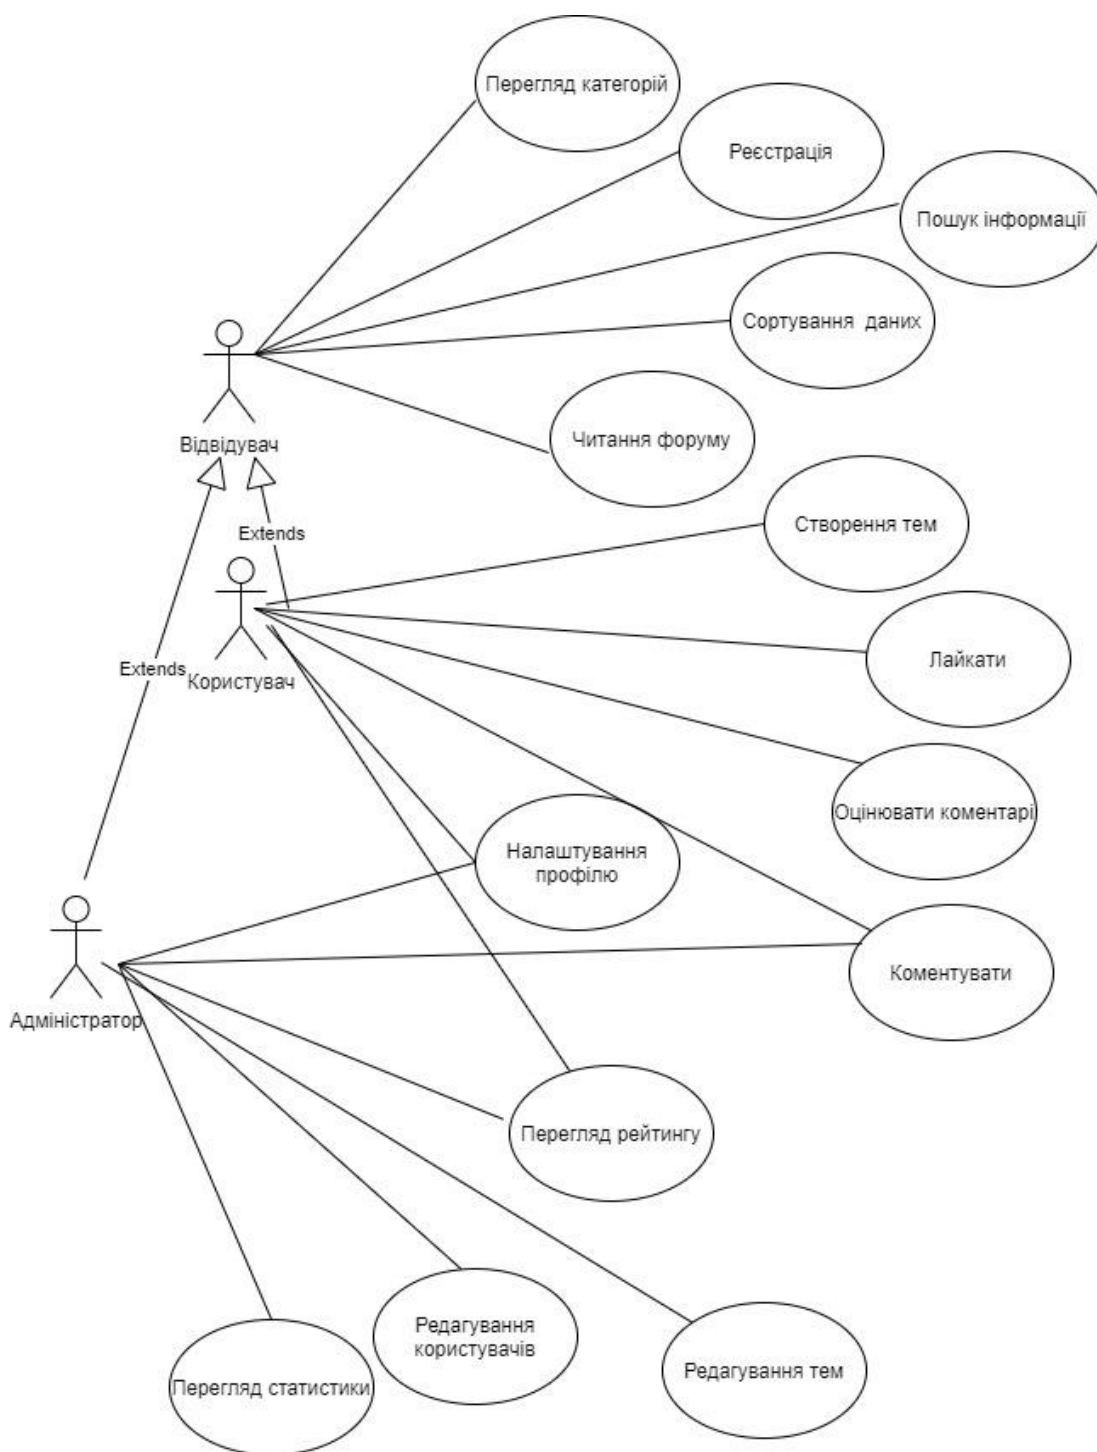 Перегляд категорій
Реєстрація
Пошук інформації
Сортування даних
Відвідувач
Читання форуму
Створення тем
Extends
Лайкати
Extends
Користувач
Оцінювати коментарі
Налаштування
профілю
Коментувати
Адміністратор
Перегляд рейтингу
Редагування
користувачів
Редагування тем
Перегляд статистики